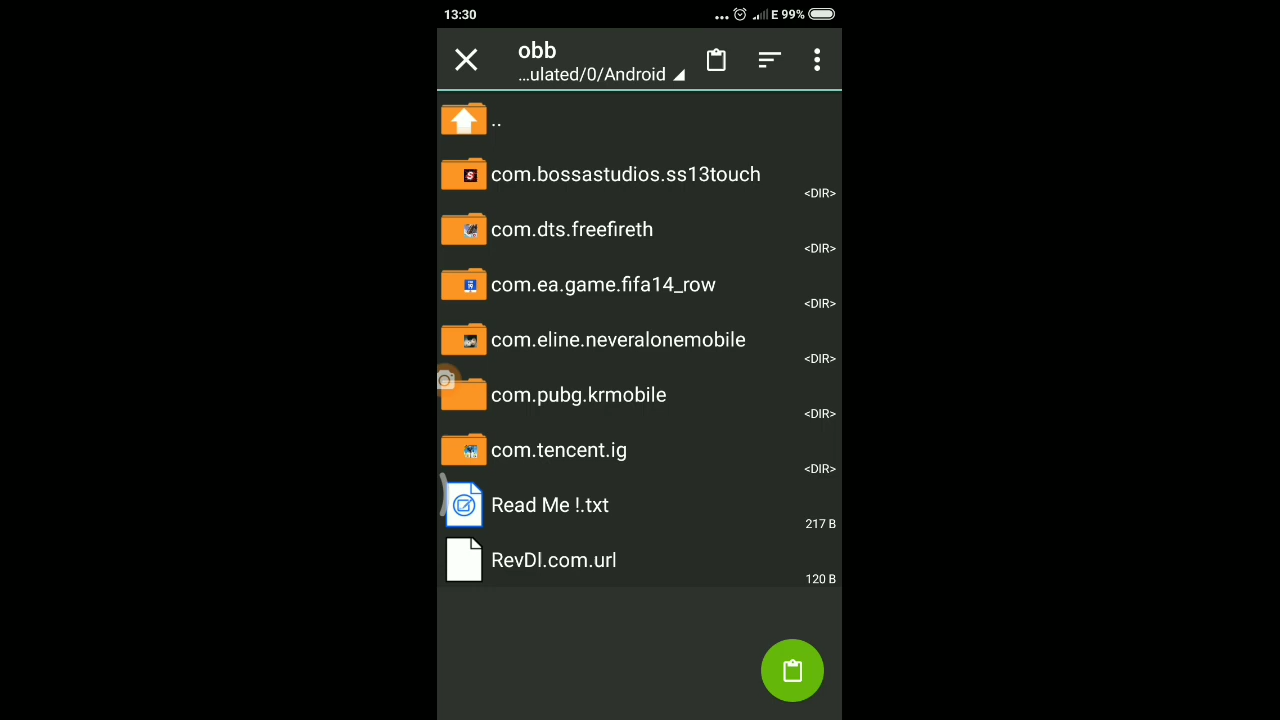 13:30
... E 99%
obb
...ulated/0/Android
..
com.bossastudios.ss13touch
<DIR>
com.dts.freefireth
<DIR>
com.ea.game.fifa14_row
<DIR>
com.eline.neveralonemobile
<DIR>
com.pubg.krmobile
<DIR>
com.tencent.ig
<DIR>
Read Me !.txt
217 B
RevDl.com.url
120 B